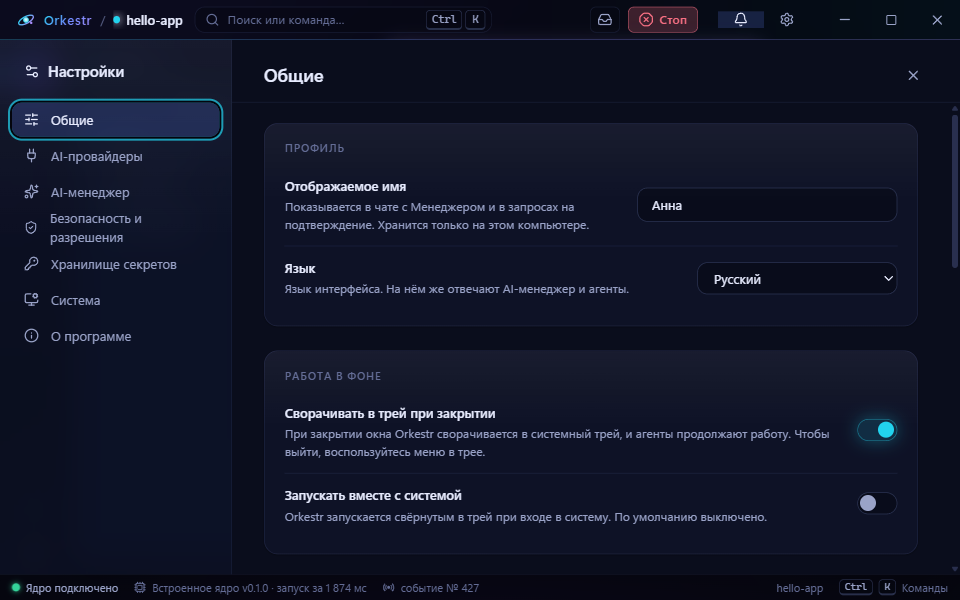 Orkestr / hello-app
Поиск или команда...
Ctrl K
Стоп
Настройки
Общие
AI-провайдеры
AI-менеджер
Безопасность и
разрешения
Хранилище секретов
Система
О программе
Общие
ПРОФИЛЬ
Отображаемое имя
Показывается в чате с Менеджером и в запросах на
подтверждение. Хранится только на этом компьютере.
Анна
Язык
Язык интерфейса. На нём же отвечают AI-менеджер и агенты.
Русский
РАБОТА В ФОНЕ
Сворачивать в трей при закрытии
При закрытии окна Orkestr сворачивается в системный трей, и агенты продолжают работу. Чтобы
выйти, воспользуйтесь меню в трее.
Запускать вместе с системой
Orkestr запускается свёрнутым в трей при входе в систему. По умолчанию выключено.
Ядро подключено
Встроенное ядро v0.1.0 · запуск за 1 874 мс
событие № 427
hello-app
Ctrl K Команды